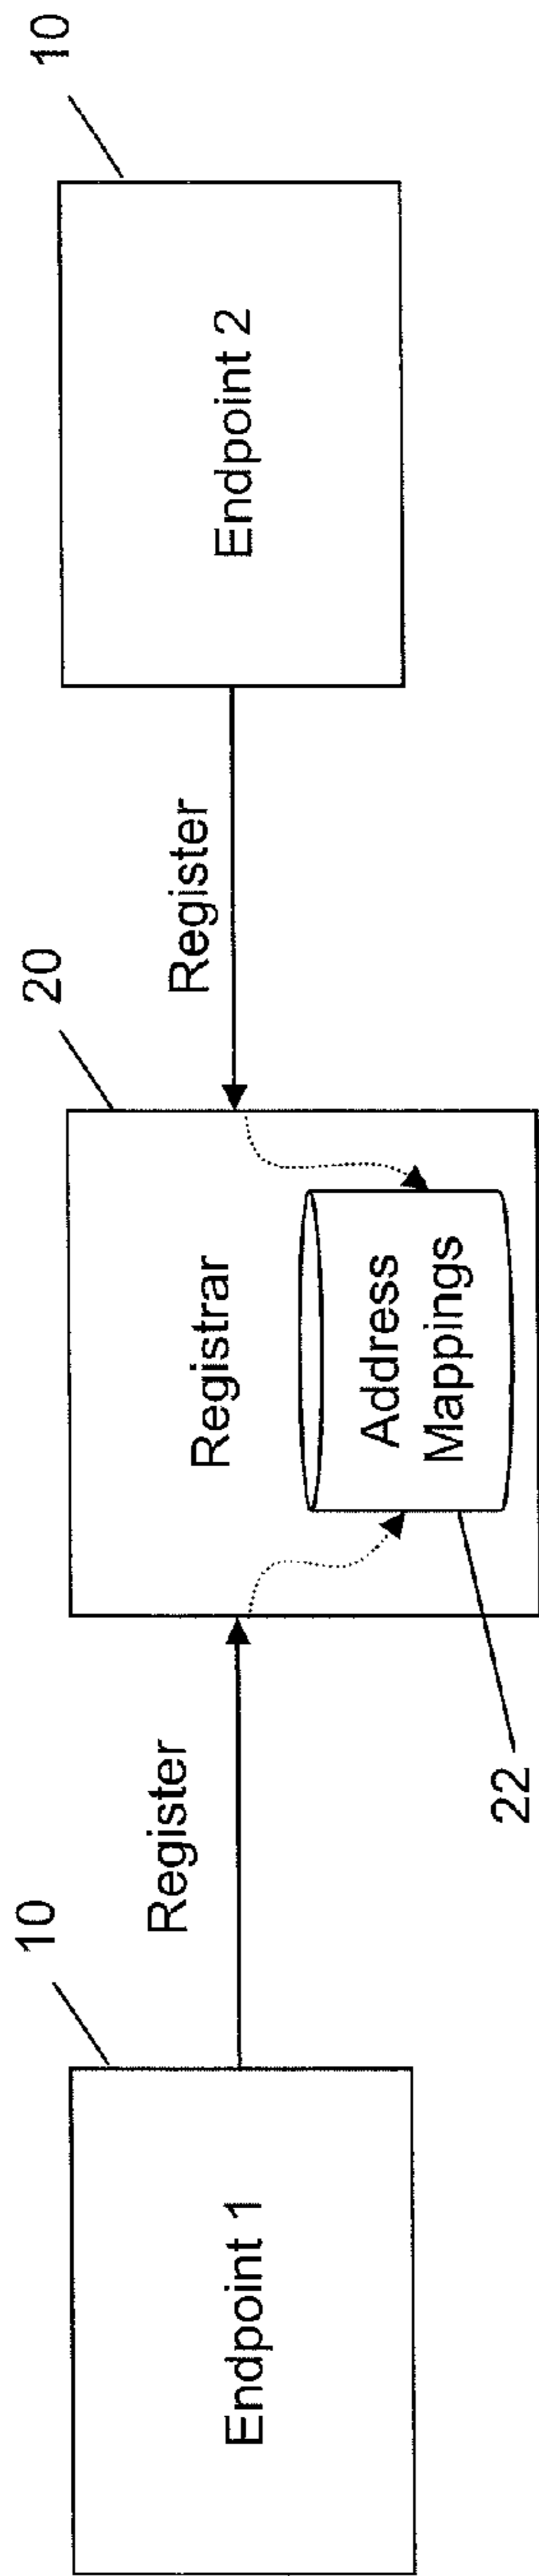 10
Endpoint 1
Register
20
Registrar
Address
Mappings
22
Register
10
Endpoint 2